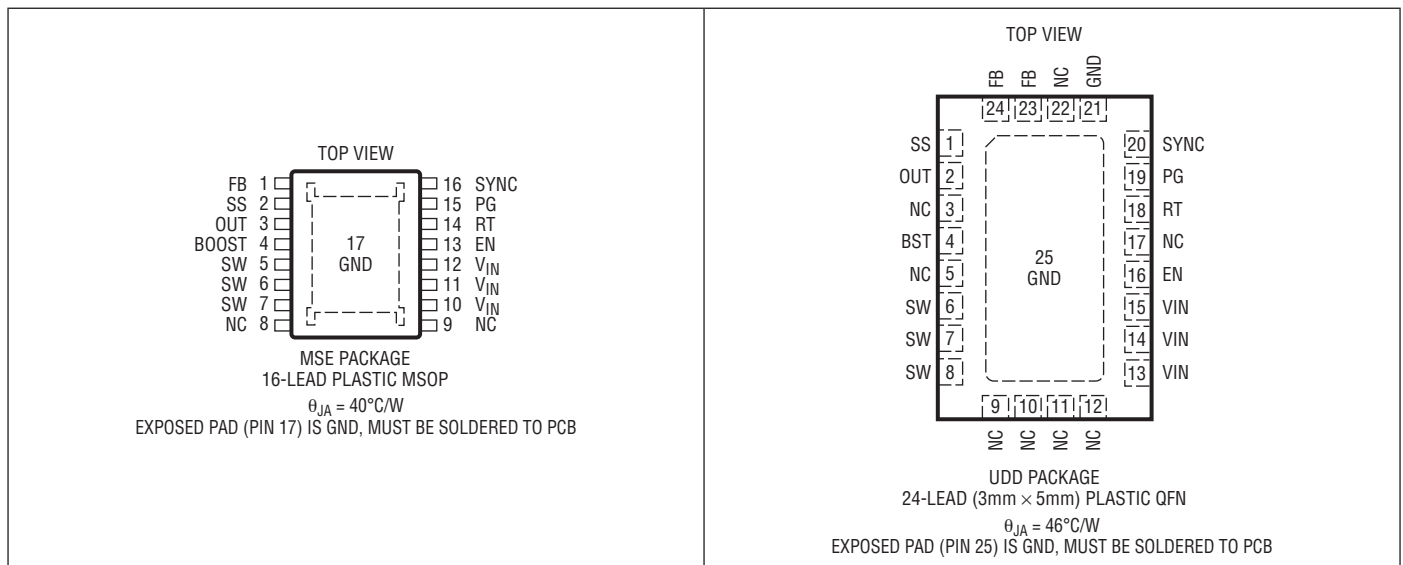 TOP VIEW
FB 1
SS 2
OUT 3
BOOST 4
SW 5
SW 6
SW 7
NC 8
16 SYNC
15 PG
14 RT
13 EN
12 VIN
11 VIN
10 VIN
9 NC
17
GND
MSE PACKAGE
16-LEAD PLASTIC MSOP
θJA = 40°C/W
EXPOSED PAD (PIN 17) IS GND, MUST BE SOLDERED TO PCB
TOP VIEW
FB FB NC GND
24 23 22 21
SS 1
OUT 2
NC 3
BST 4
NC 5
SW 6
SW 7
SW 8
20 SYNC
19 PG
18 RT
17 NC
16 EN
15 VIN
14 VIN
13 VIN
25
GND
9 10 11 12
NC NC NC NC
UDD PACKAGE
24-LEAD (3mm × 5mm) PLASTIC QFN
θJA = 46°C/W
EXPOSED PAD (PIN 25) IS GND, MUST BE SOLDERED TO PCB